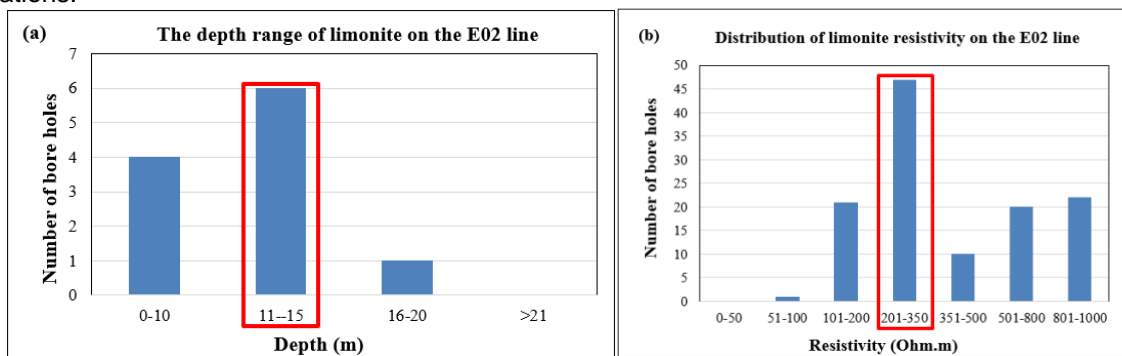 ations.
(a) The depth range of limonite on the E02 line
Number of bore holes
7
6
5
4
3
2
1
0
0-10 11--15 16-20 >21
Depth (m)
(b) Distribution of limonite resistivity on the E02 line
Number of bore holes
50
45
40
35
30
25
20
15
10
5
0
0-50 51-100 101-200 201-350 351-500 501-800 801-1000
Resistivity (Ohm.m)